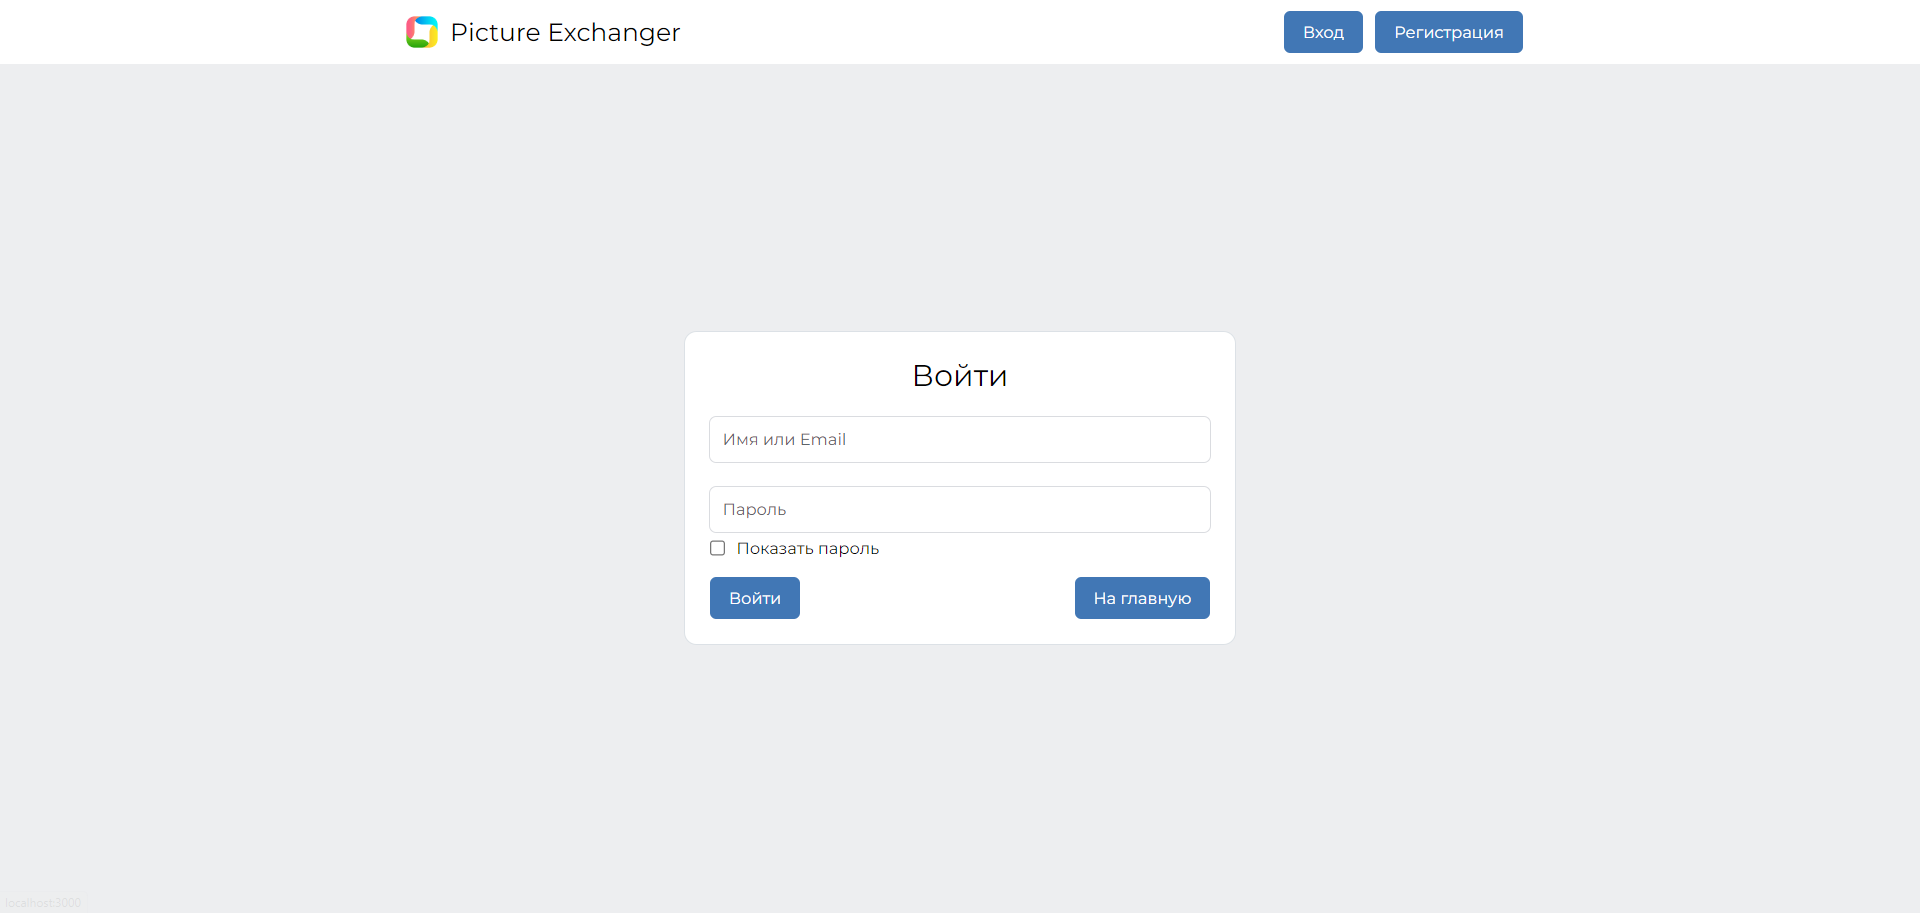 Picture Exchanger
Вход
Регистрация
Войти
Имя или Email
Пароль
Показать пароль
Войти
На главную
localhost:3000